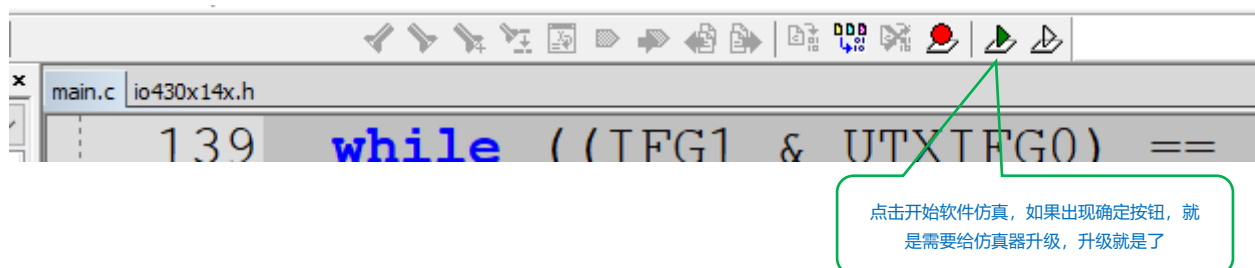 main.c io430x14x.h
139 while ((IFG1 & UTXIFG0) ==
点击开始软件仿真，如果出现确定按钮，就
是需要给仿真器升级，升级就是了